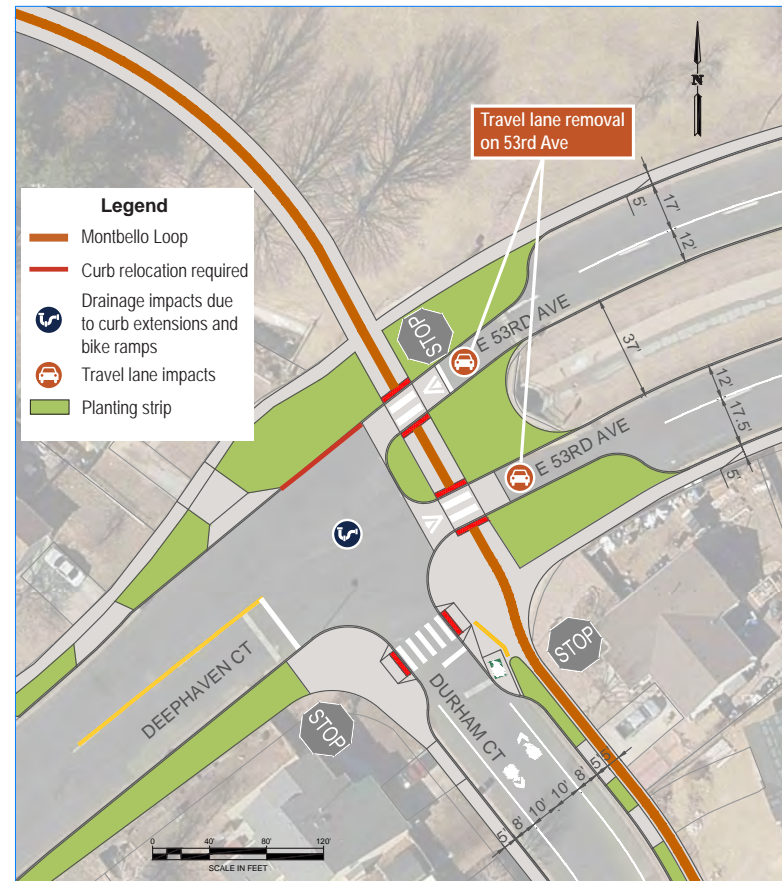 N
Travel lane removal
on 53rd Ave
Legend
Montbello Loop
Curb relocation required
Drainage impacts due
to curb extensions and
bike ramps
Travel lane impacts
Planting strip
5'
17'
12'
STOP
E 53RD AVE
37'
12'
17.5'
5'
E 53RD AVE
DEEPHAVEN CT
STOP
STOP
DURHAM CT
5'
8'
10'
10'
8'
5'
5'
0
40'
80'
120'
SCALE IN FEET